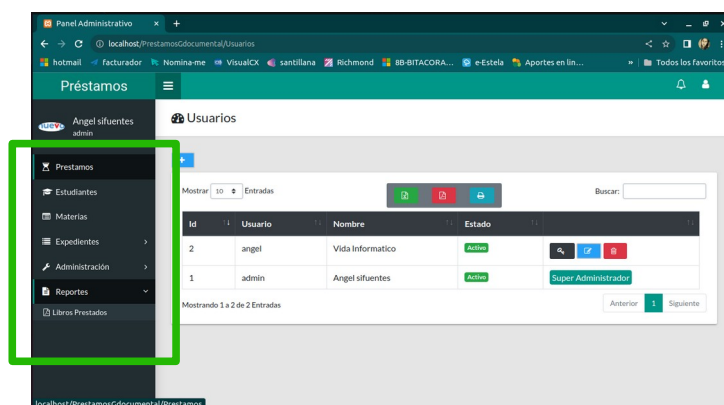 Panel Administrativo
localhost/PrestamosGdocumental/Usuarios
hotmail facturador Nomina-me VisualCX santillana Richmond 8B-BITACORA... e-Estela Aportes en lin... » Todos los favoritos
Préstamos
Angel sifuentes
admin
Usuarios
Prestamos
Estudiantes
Materias
Expedientes
Administración
Reportes
Libros Prestados
Mostrar 10 Entradas
Buscar:
Id Usuario Nombre Estado
2 angel Vida Informatico Activo
1 admin Angel sifuentes Activo Super Administrador
Mostrando 1 a 2 de 2 Entradas
Anterior 1 Siguiente
localhost/PrestamosGdocumental/Prestamos